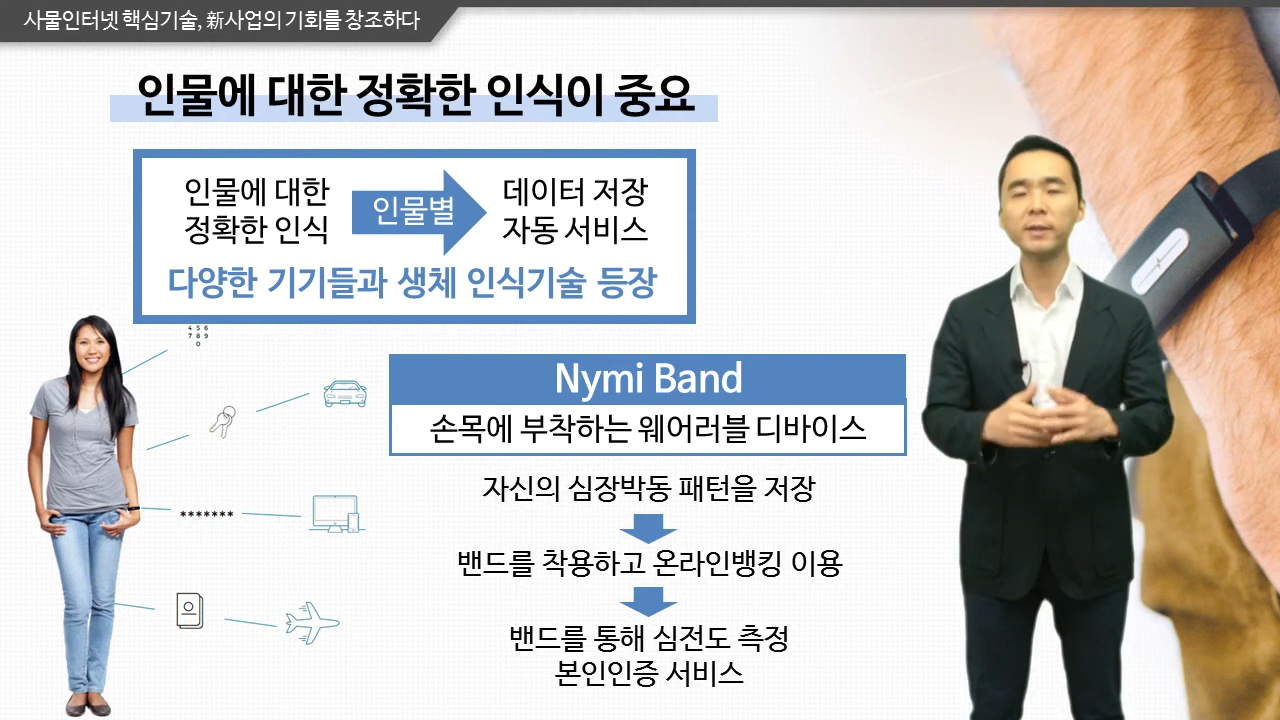 사물인터넷 핵심기술, 新사업의 기회를 창조하다
인물에 대한 정확한 인식이 중요
인물에 대한
정확한 인식
인물별
데이터 저장
자동 서비스
다양한 기기들과 생체 인식기술 등장
4 5 6
7 8 9
0
Nymi Band
손목에 부착하는 웨어러블 디바이스
자신의 심장박동 패턴을 저장
*******
밴드를 착용하고 온라인뱅킹 이용
밴드를 통해 심전도 측정
본인인증 서비스